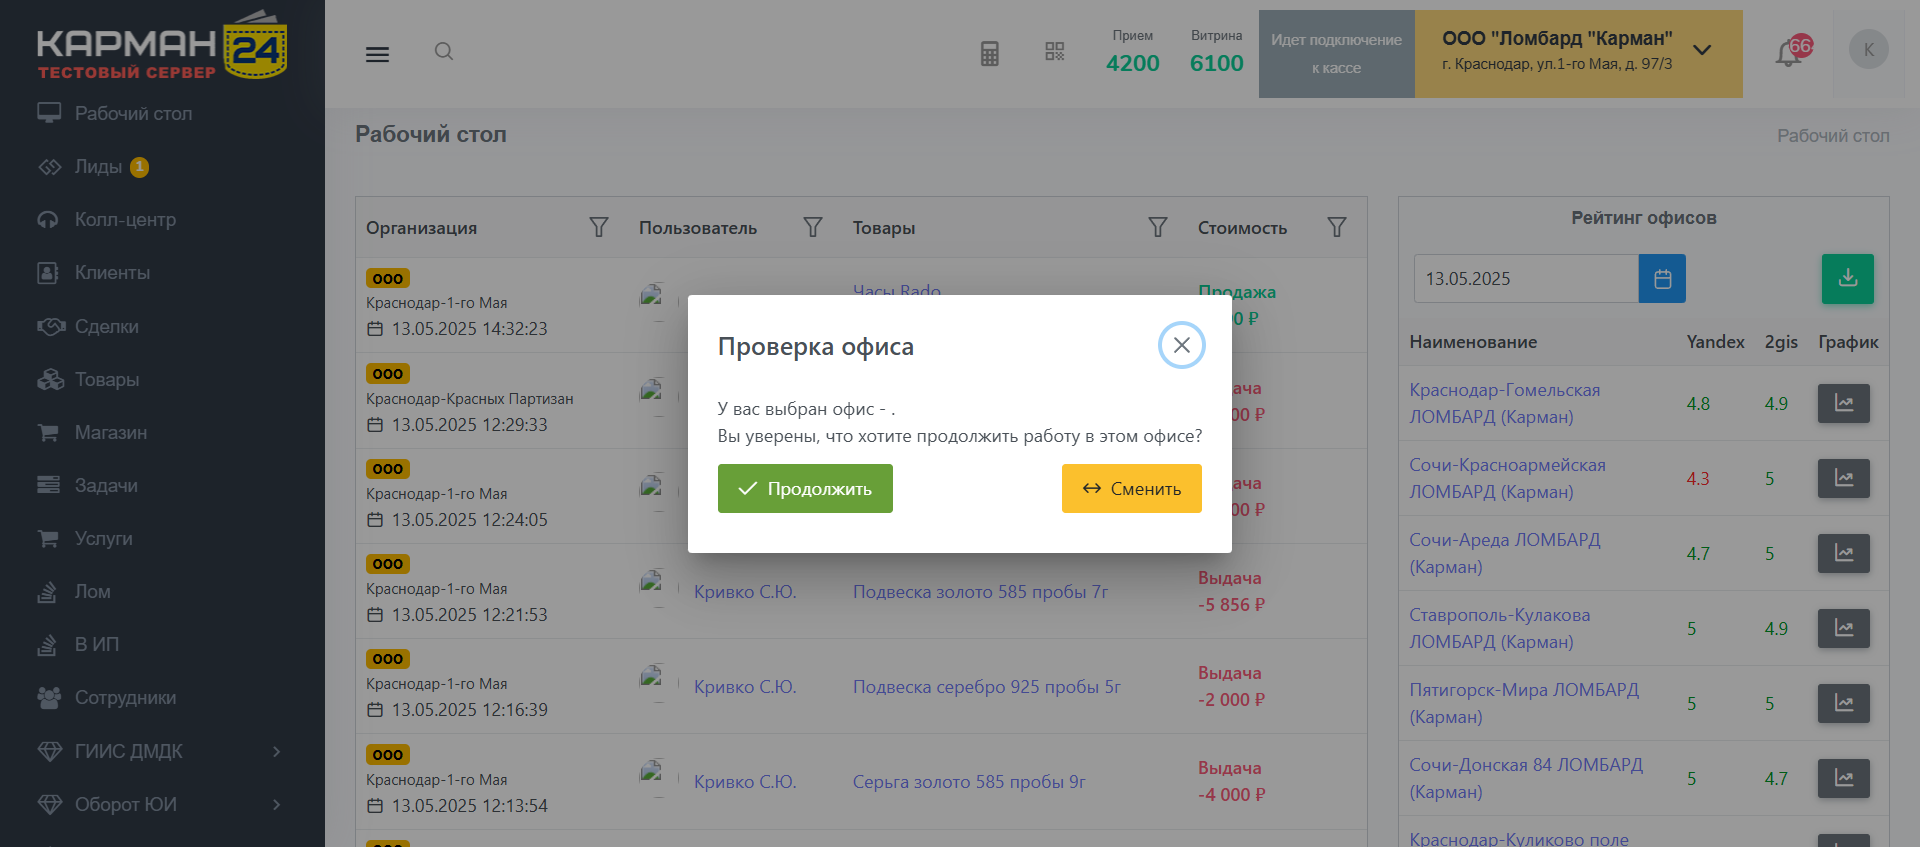 КАРМАН 24
ТЕСТОВЫЙ СЕРВЕР
Рабочий стол
Лиды 1
Колл-центр
Клиенты
Сделки
Товары
Магазин
Задачи
Услуги
Лом
В ИП
Сотрудники
ГИИС ДМДК
Оборот ЮИ
Прием
4200
Витрина
6100
Идет подключение
к кассе
ООО "Ломбард "Карман"
г. Краснодар, ул.1-го Мая, д. 97/3
К
Рабочий стол
Рабочий стол
Организация Пользователь Товары Стоимость
ООО
Краснодар-1-го Мая
13.05.2025 14:32:23
Часы Rado
Продажа
ООО
Краснодар-Красных Партизан
13.05.2025 12:29:33
ООО
Краснодар-1-го Мая
13.05.2025 12:24:05
ООО
Краснодар-1-го Мая
13.05.2025 12:21:53
Кривко С.Ю.
Подвеска золото 585 пробы 7г
Выдача
-5 856 ₽
ООО
Краснодар-1-го Мая
13.05.2025 12:16:39
Кривко С.Ю.
Подвеска серебро 925 пробы 5г
Выдача
-2 000 ₽
ООО
Краснодар-1-го Мая
13.05.2025 12:13:54
Кривко С.Ю.
Серьга золото 585 пробы 9г
Выдача
-4 000 ₽
Проверка офиса
У вас выбран офис - .
Вы уверены, что хотите продолжить работу в этом офисе?
Продолжить
Сменить
Рейтинг офисов
13.05.2025
Наименование Yandex 2gis График
Краснодар-Гомельская
ЛОМБАРД (Карман)
4.8 4.9
Сочи-Красноармейская
ЛОМБАРД (Карман)
4.3 5
Сочи-Ареда ЛОМБАРД
(Карман)
4.7 5
Ставрополь-Кулакова
ЛОМБАРД (Карман)
5 4.9
Пятигорск-Мира ЛОМБАРД
(Карман)
5 5
Сочи-Донская 84 ЛОМБАРД
(Карман)
5 4.7
Краснодар-Куликово поле